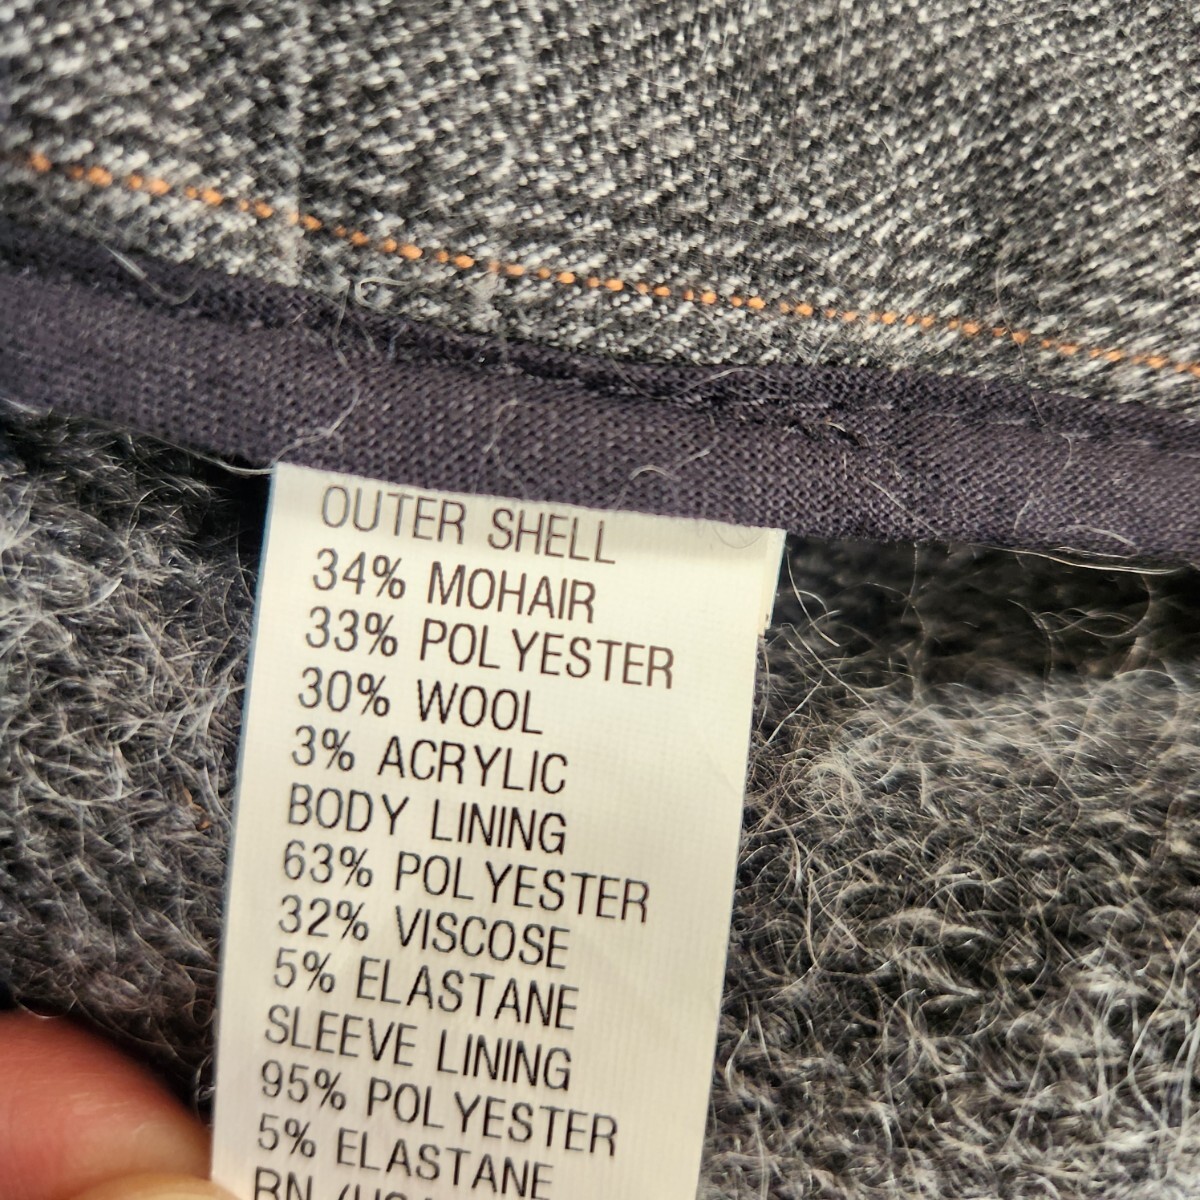 OUTER SHELL
34% MOHAIR
33% POLYESTER
30% WOOL
3% ACRYLIC
BODY LINING
63% POLYESTER
32% VISCOSE
5% ELASTANE
SLEEVE LINING
95% POLYESTER
5% ELASTANE
RN